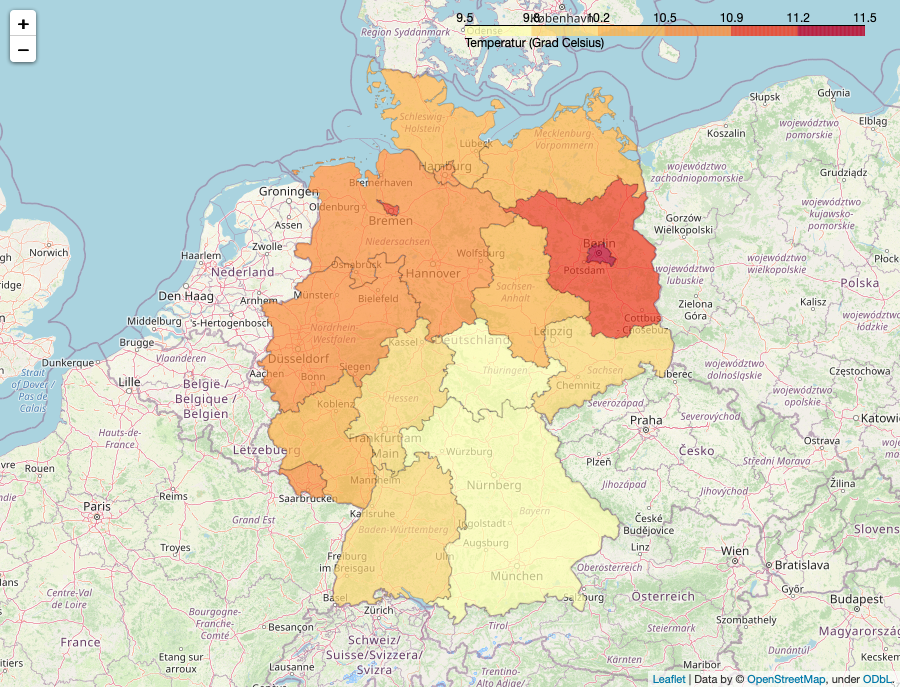 +
−
9.5 9.8 10.2 10.5 10.9 11.2 11.5
Temperatur (Grad Celsius)
København
Region Syddanmark
Odense
Słupsk
Gdynia
Koszalin
województwo
pomorskie
Elbląg
Schleswig-
Holstein
Lübeck
Mecklenburg-
Vorpommern
Hamburg
województwo
zachodniopomorskie
Grudziądz
Groningen
Bremerhaven
Oldenburg
Bremen
Assen
województwo
kujawsko-
pomorskie
Gorzów
Wielkopolski
Norwich
Zwolle
Haarlem
Niedersachsen
Wolfsburg
Berlin
Potsdam
województwo
wielkopolskie
Płock
Nederland
Osnabrück
Hannover
województwo
lubuskie
Polska
ridge
Den Haag
Arnhem
Münster
Bielefeld
Sachsen-
Anhalt
Zielona
Góra
Kalisz
województwo
łódzkie
Middelburg
's-Hertogenbosch
Cottbus
- Chóśebuz
Brugge
Nordrhein-
Westfalen
Kassel
Deutschland
Leipzig
Dunkerque
Vlaanderen
Düsseldorf
Siegen
Aachen
Bonn
Thüringen
Sachsen
Chemnitz
Liberec
województwo
dolnośląskie
Częstochowa
Strait
of Dover /
Pas de
Calais
Lille
België /
Belgique /
Belgien
Koblenz
Hessen
Severozápad
województwo
opolskie
Hauts-de-
France
Praha
Severovýchod
Katowice
Frankfurt am
Main
Letzebuerg
Würzburg
Česko
Ostrava
Rouen
Plzeň
Střední Morava
Mannheim
Nürnberg
Jihozápad
Jihovýchod
Žilina
Reims
Saarbrücken
Paris
Karlsruhe
Grand Est
Baden-Württemberg
Ingolstadt
Bayern
České
Budějovice
Slovens
Troyes
Augsburg
Linz
Ulm
Wien
Bratislava
Freiburg
im Breisgau
München
Oberösterreich
Centre-Val
de Loire
Basel
Salzburg
Győr
Budapest
Zürich
Österreich
Bourgogne-
Franche-
Comté
Besançon
Tirol
Steiermark
Szombathely
Magyarország
France
Schweiz/
Suisse/Svizzera/
Svizra
Dunántúl
Etang sur
arroux
Lausanne
Kärnten
Maribor
Kecskem
Trentino-
Alto Adige/
Leaflet | Data by © OpenStreetMap, under ODbL.